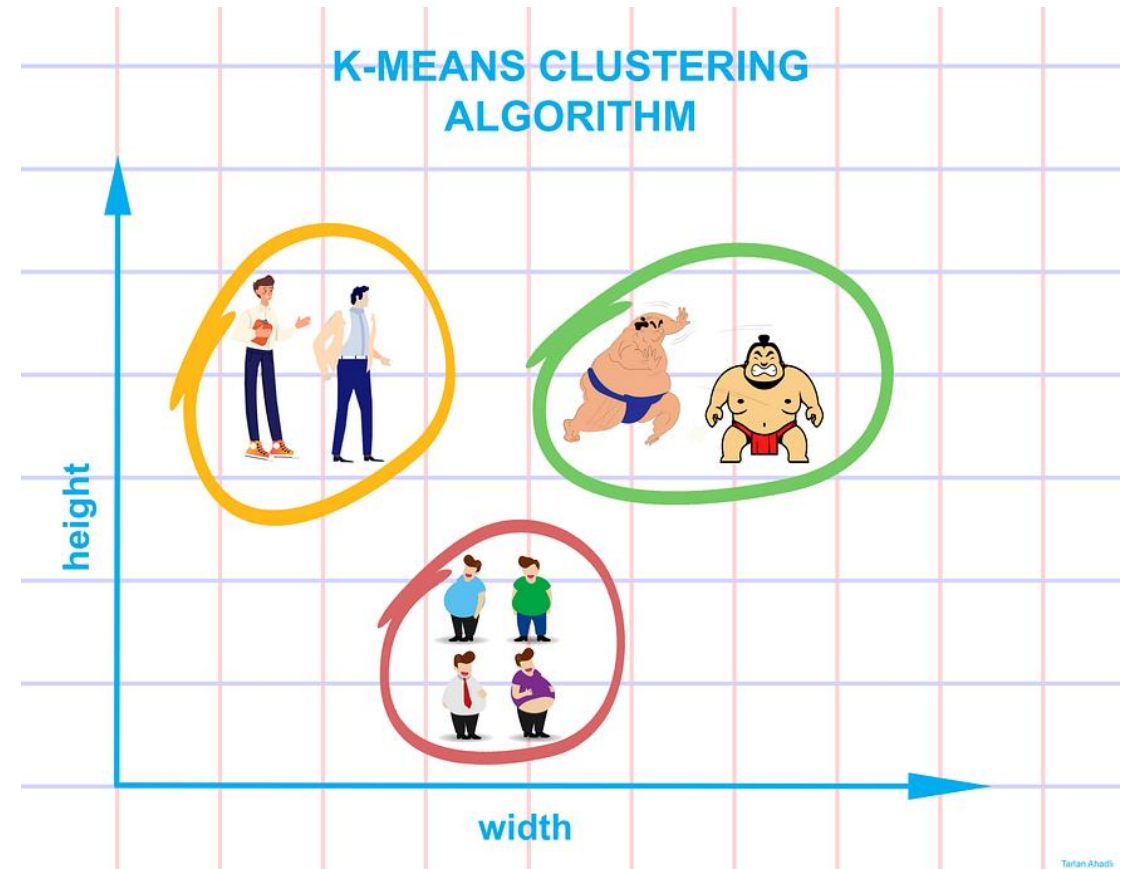 K-MEANS CLUSTERING
ALGORITHM
height
width
Tarlan Ahadli